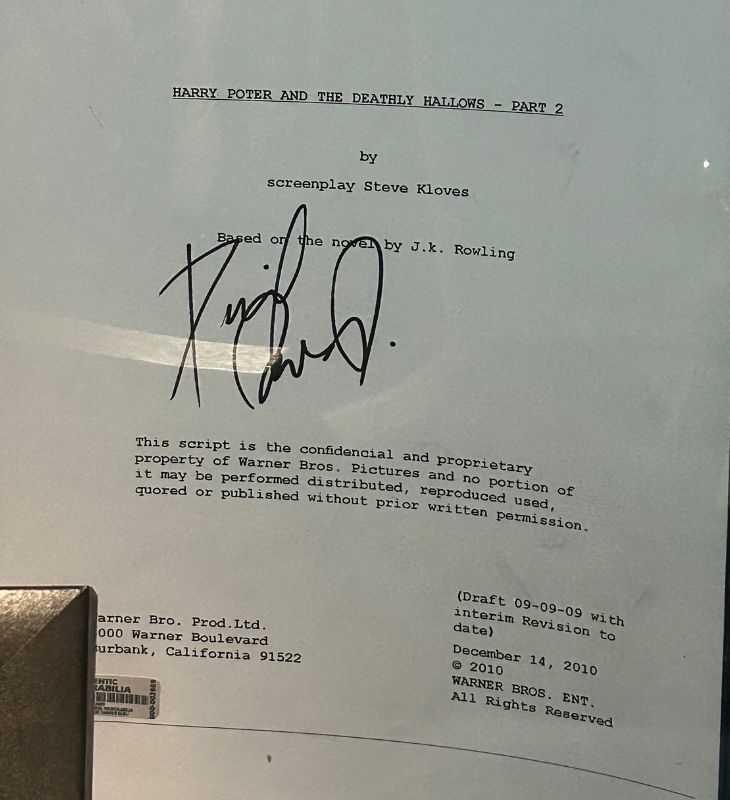 HARRY POTER AND THE DEATHLY HALLOWS - PART 2
by
screenplay Steve Kloves
Based on the novel by J.k. Rowling
This script is the confidencial and proprietary
property of Warner Bros. Pictures and no portion of
it may be performed distributed, reproduced used,
quored or published without prior written permission.
arner Bro. Prod.Ltd.
000 Warner Boulevard
urbank, California 91522
(Draft 09-09-09 with
interim Revision to
date)
December 14, 2010
© 2010
WARNER BROS. ENT.
All Rights Reserved
ENTIC
ABILIA